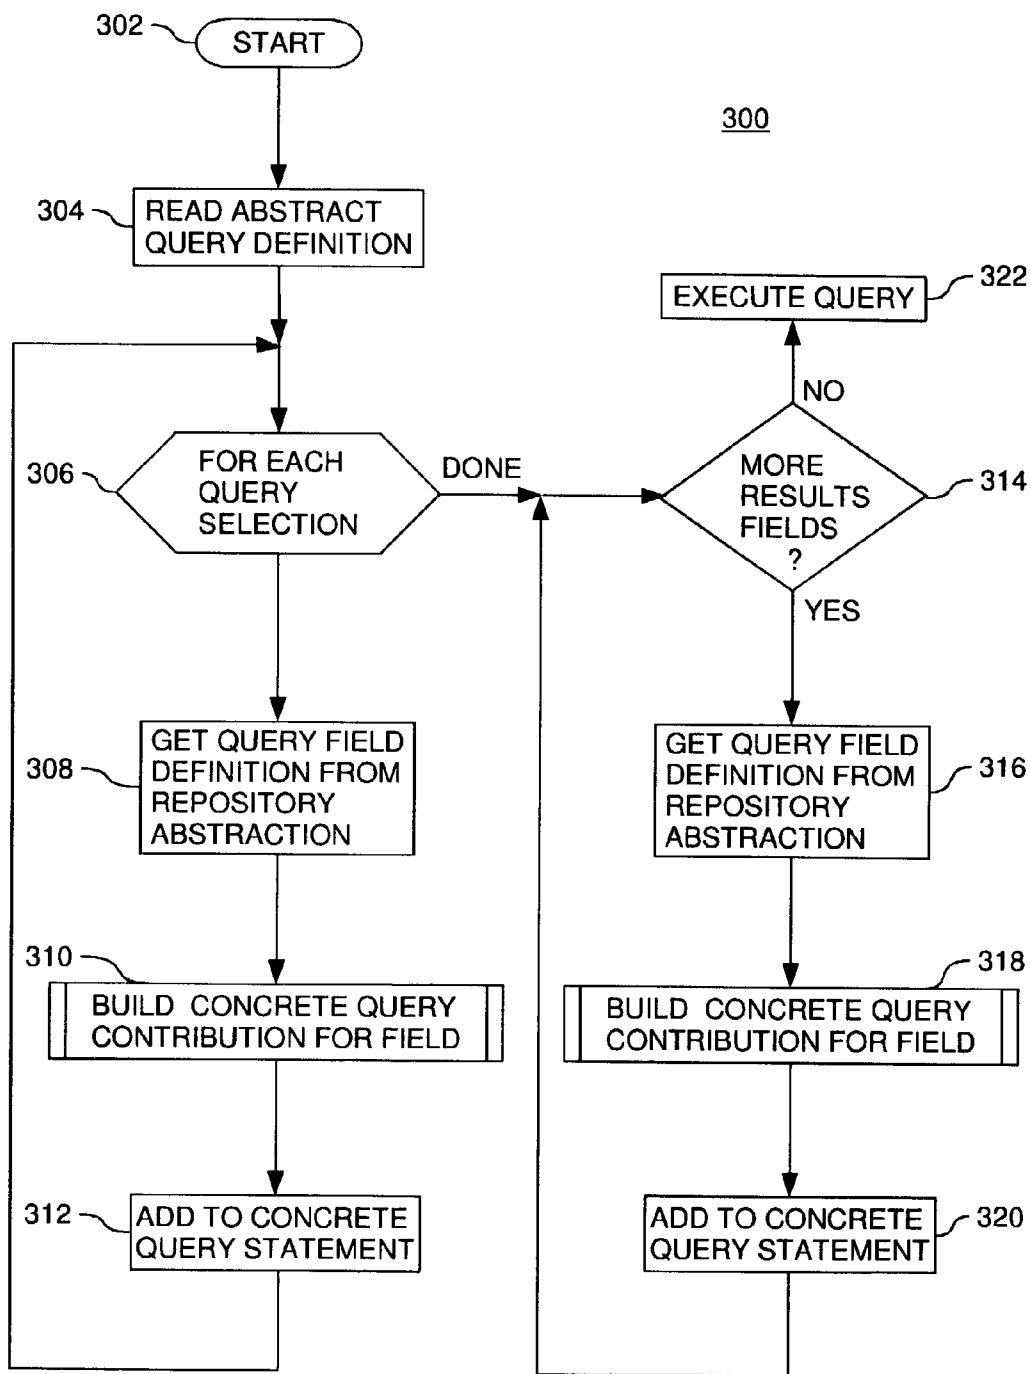 302
START
300
304
READ ABSTRACT
QUERY DEFINITION
322
EXECUTE QUERY
NO
306
FOR EACH
QUERY
SELECTION
DONE
MORE
RESULTS
FIELDS
?
314
YES
308
GET QUERY FIELD
DEFINITION FROM
REPOSITORY
ABSTRACTION
GET QUERY FIELD
DEFINITION FROM
REPOSITORY
ABSTRACTION
316
310
BUILD CONCRETE QUERY
CONTRIBUTION FOR FIELD
318
BUILD CONCRETE QUERY
CONTRIBUTION FOR FIELD
312
ADD TO CONCRETE
QUERY STATEMENT
ADD TO CONCRETE
QUERY STATEMENT
320